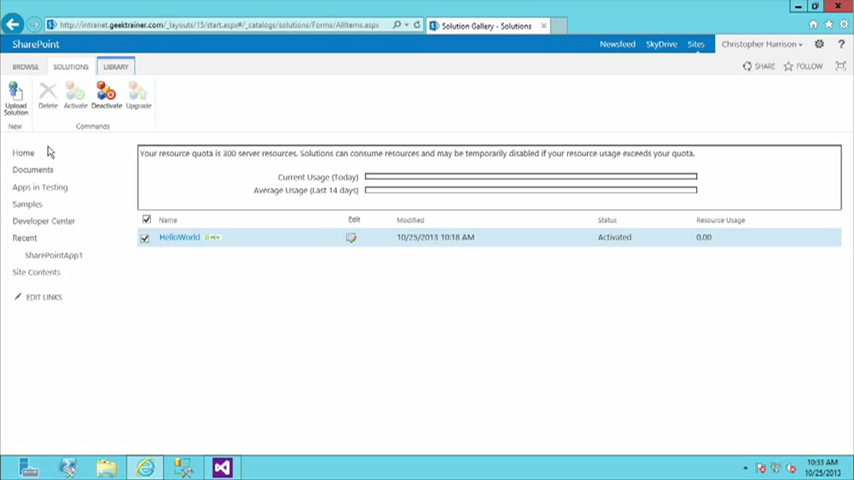 http://intranet.geektrainer.com/_layouts/15/start.aspx#/_catalogs/solutions/Forms/AllItems.aspx
Solution Gallery - Solutions
SharePoint
Newsfeed SkyDrive Sites Christopher Harrison ?
BROWSE SOLUTIONS LIBRARY
SHARE FOLLOW
Upload Solution
Delete Activate Deactivate Upgrade
New Commands
Home
Documents
Apps in Testing
Samples
Developer Center
Recent
SharePointApp1
Site Contents
EDIT LINKS
Your resource quota is 300 server resources. Solutions can consume resources and may be temporarily disabled if your resource usage exceeds your quota.
Current Usage (Today)
Average Usage (Last 14 days)
Name Edit Modified Status Resource Usage
HelloWorld NEW 10/25/2013 10:18 AM Activated 0.00
10:33 AM
10/25/2013